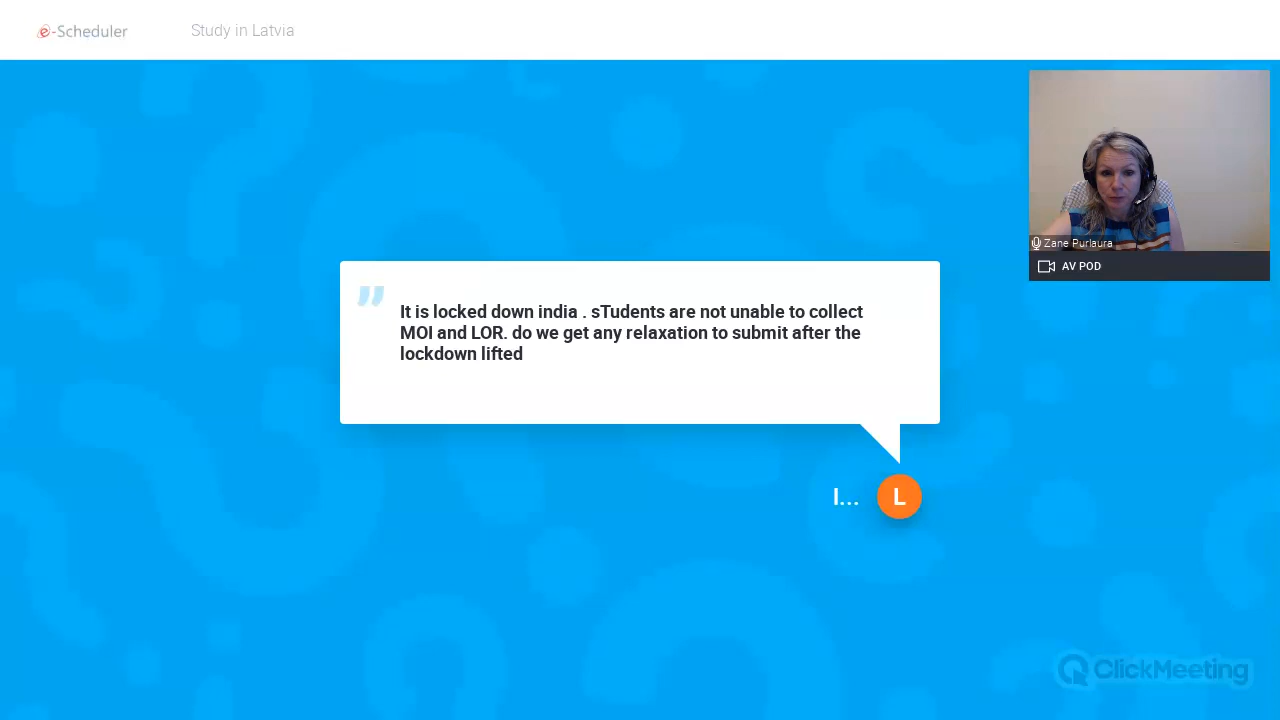 e-Scheduler
Study in Latvia
Zane Purlaura
AV POD
It is locked down india . sTudents are not unable to collect
MOI and LOR. do we get any relaxation to submit after the
lockdown lifted
l...
L
ClickMeeting